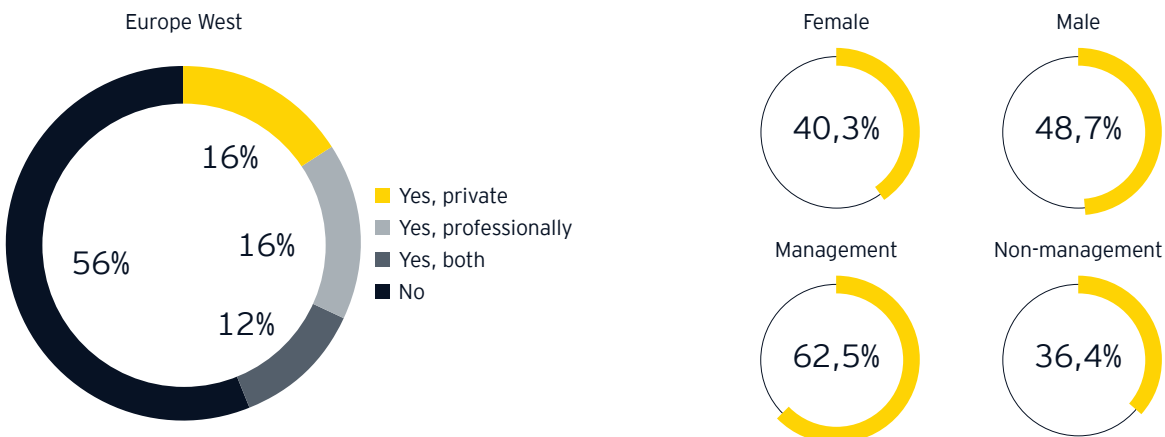 Europe West
16%
16%
12%
56%
Yes, private
Yes, professionally
Yes, both
No
Female
40,3%
Male
48,7%
Management
62,5%
Non-management
36,4%